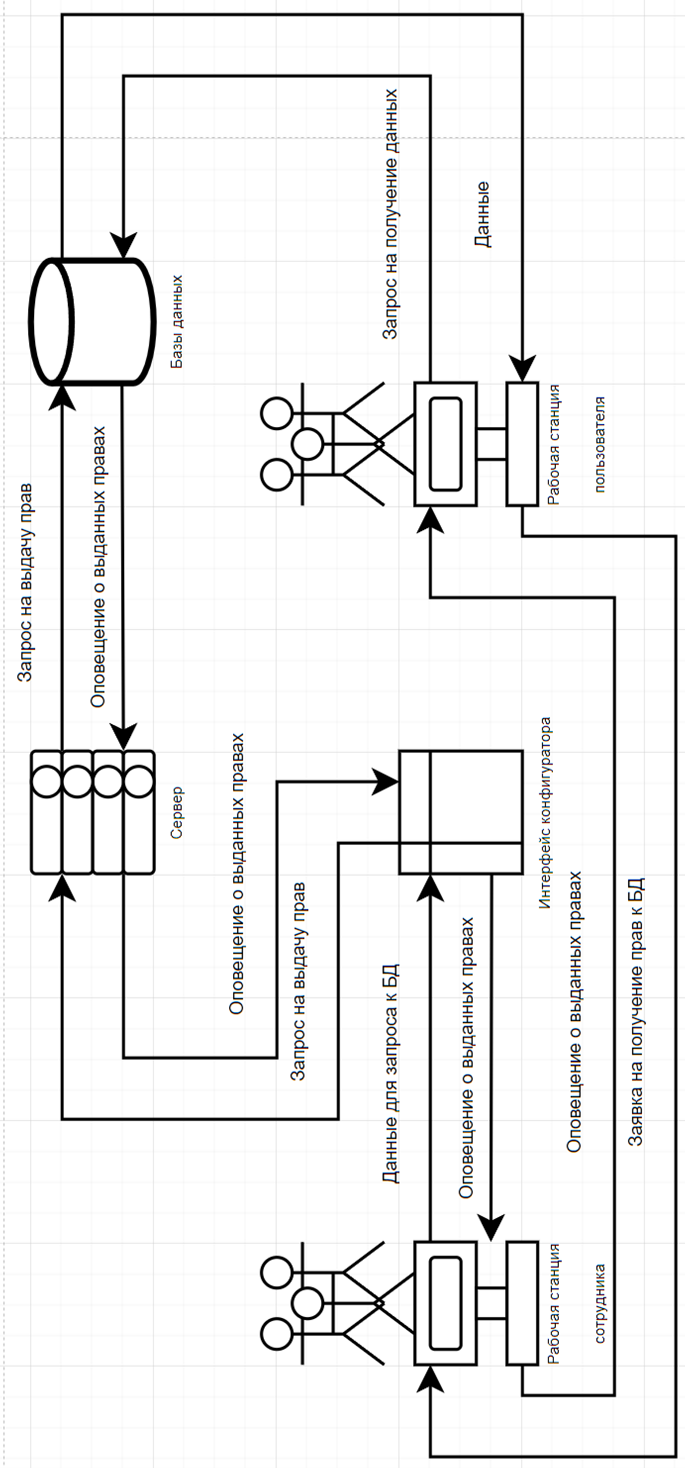 Запрос на выдачу прав
Оповещение о выданных правах
Сервер
Базы данных
Оповещение о выданных правах
Запрос на выдачу прав
Данные для запроса к БД
Оповещение о выданных правах
Интерфейс конфигуратора
Запрос на получение данных
Данные
Рабочая станция
сотрудника
Рабочая станция
пользователя
Оповещение о выданных правах
Заявка на получение прав к БД